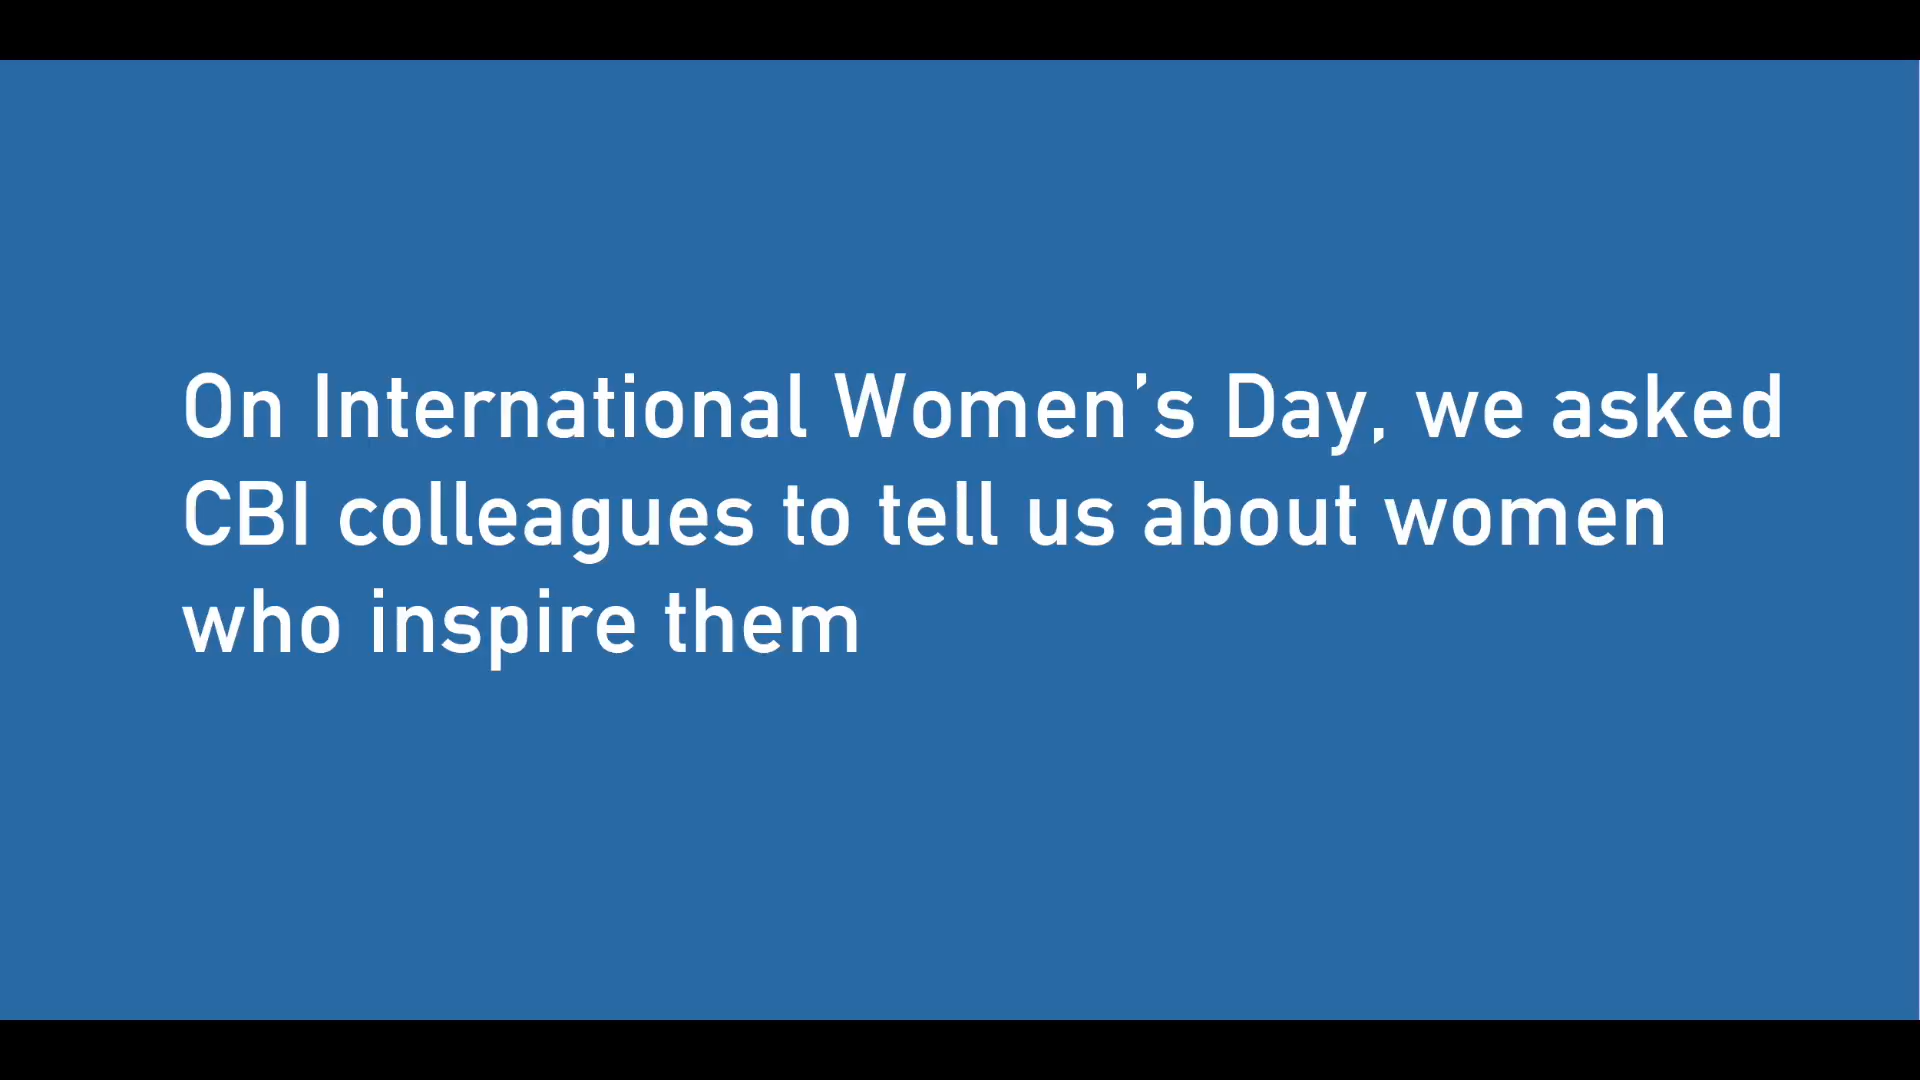 On International Women’s Day, we asked
CBI colleagues to tell us about women
who inspire them